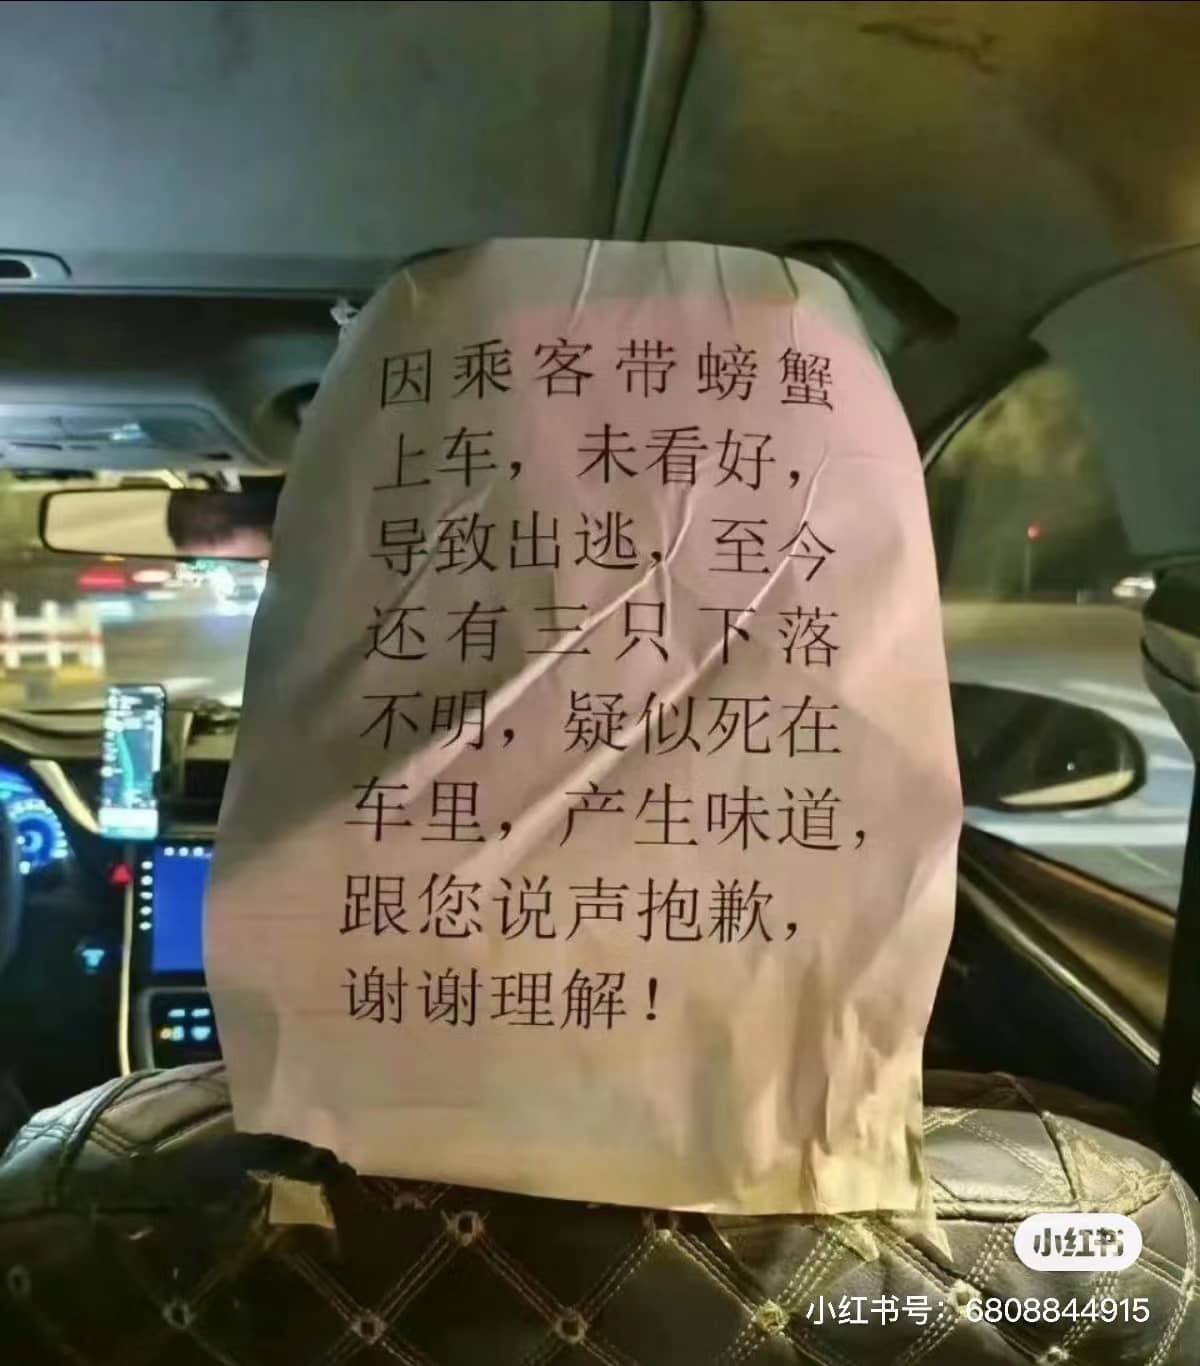 因乘客带螃蟹
上车，未看好，
导致出逃，至今
还有三只下落
不明，疑似死在
车里，产生味道，
跟您说声抱歉，
谢谢理解！
小红书
小红书号：6808844915